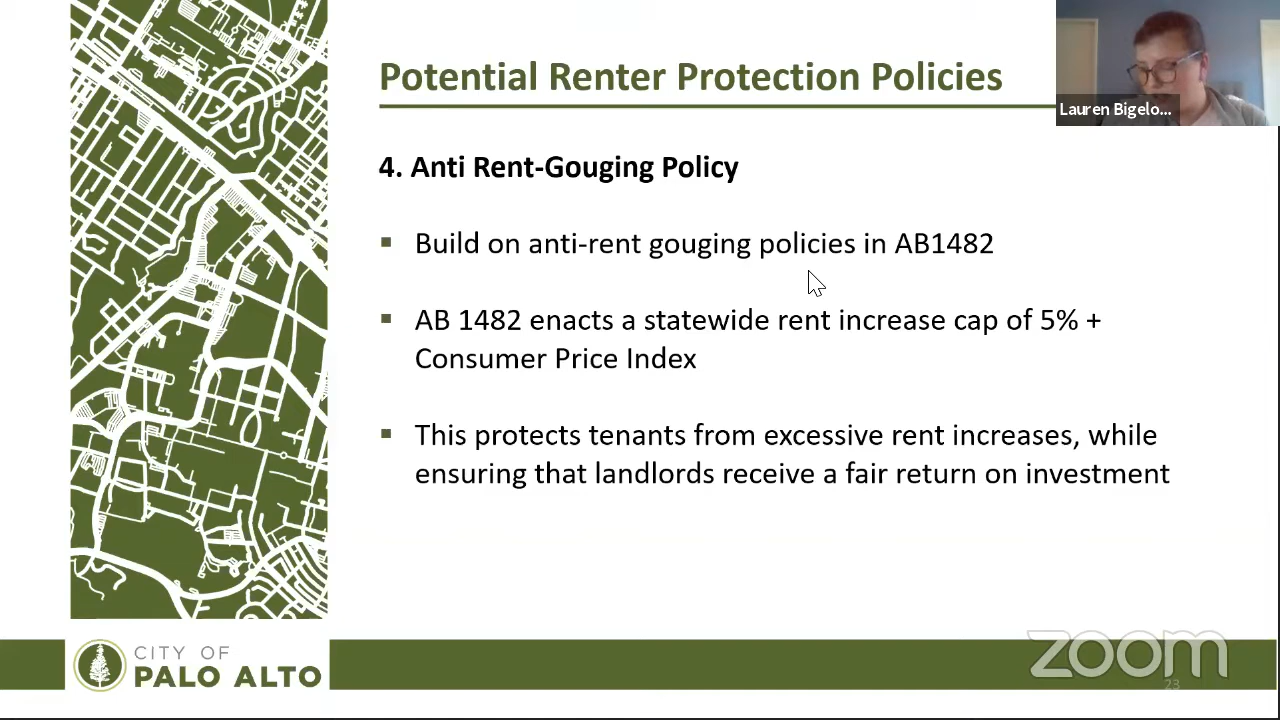 Potential Renter Protection Policies
Lauren Bigelo...
4. Anti Rent-Gouging Policy
▪ Build on anti-rent gouging policies in AB1482
▪ AB 1482 enacts a statewide rent increase cap of 5% +
Consumer Price Index
▪ This protects tenants from excessive rent increases, while
ensuring that landlords receive a fair return on investment
CITY OF
PALO ALTO
zoom
23